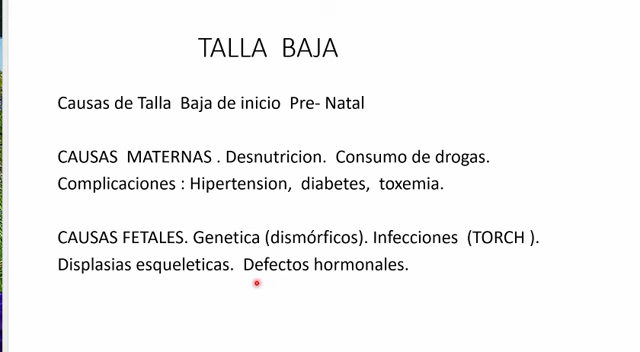 TALLA BAJA
Causas de Talla Baja de inicio Pre- Natal
CAUSAS MATERNAS . Desnutricion. Consumo de drogas.
Complicaciones : Hipertension, diabetes, toxemia.
CAUSAS FETALES. Genetica (dismórficos). Infecciones (TORCH ).
Displasias esqueleticas. Defectos hormonales.